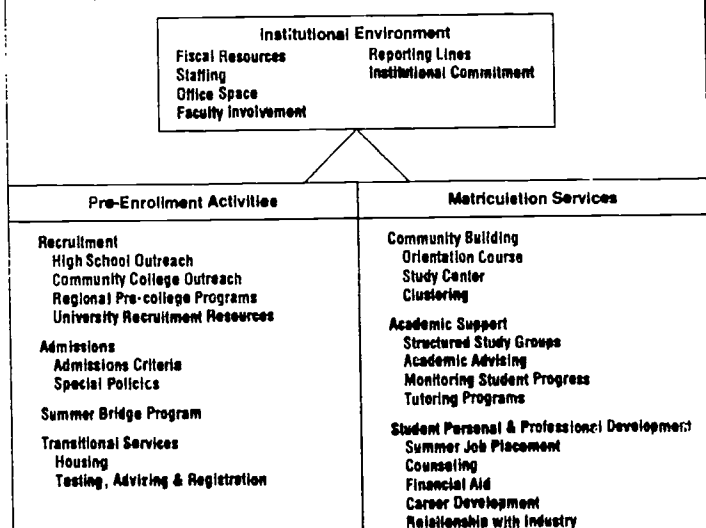 Institutional Environment
Fiscal Resources
Staffing
Office Space
Faculty Involvement
Reporting Lines
Institutional Commitment
Pre-Enrollment Activities
Recruitment
High School Outreach
Community College Outreach
Regional Pre-college Programs
University Recruitment Resources
Admissions
Admissions Criteria
Special Policies
Summer Bridge Program
Transitional Services
Housing
Testing, Advising & Registration
Matriculation Services
Community Building
Orientation Course
Study Center
Clustering
Academic Support
Structured Study Groups
Academic Advising
Monitoring Student Progress
Tutoring Programs
Student Personal & Professional Development
Summer Job Placement
Counseling
Financial Aid
Career Development
Relationship with Industry